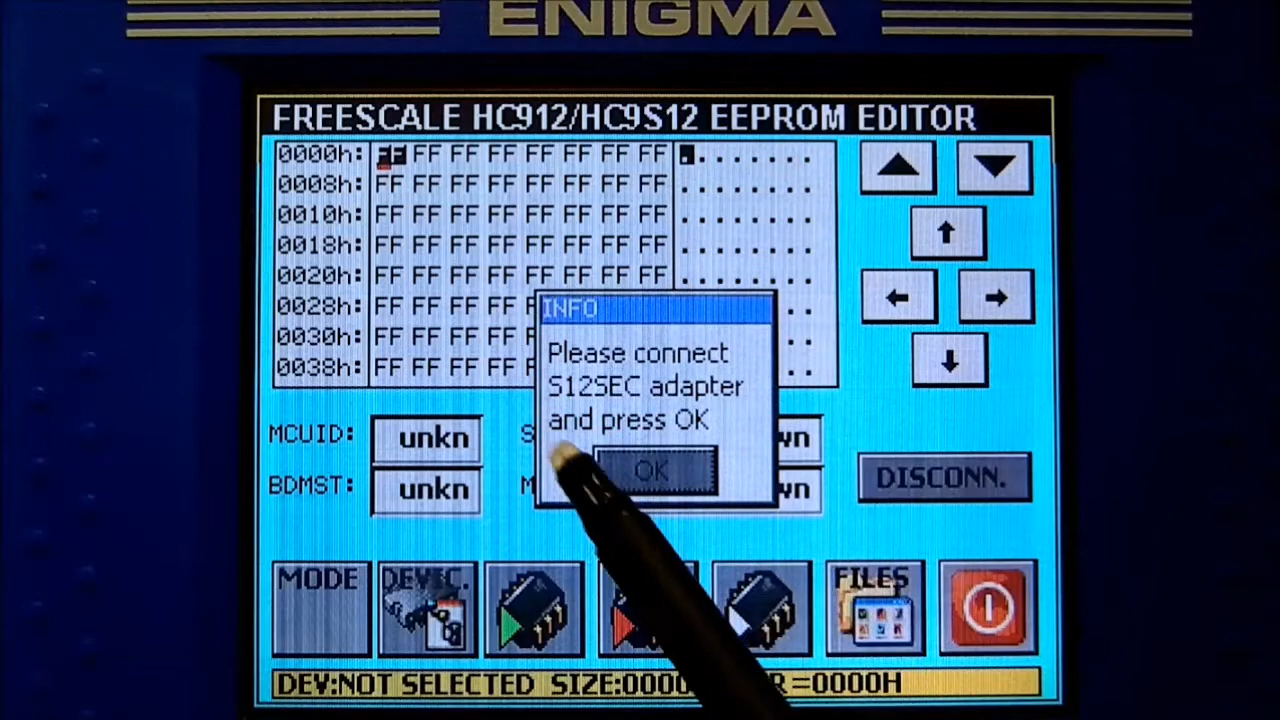 ENIGMA
FREESCALE HC912/HC9S12 EEPROM EDITOR
0000h: FF FF FF FF FF FF FF FF ........
0008h: FF FF FF FF FF FF FF FF ........
0010h: FF FF FF FF FF FF FF FF ........
0018h: FF FF FF FF FF FF FF FF ........
0020h: FF FF FF FF FF FF FF FF ........
0028h: FF FF FF FF
0030h: FF FF FF FF
0038h: FF FF FF FF
INFO
Please connect
S12SEC adapter
and press OK
OK
MCUID: unkn
BDMST: unkn
DISCONN.
MODE
DEVIC.
FILES
DEV:NOT SELECTED SIZE:0000 =0000H